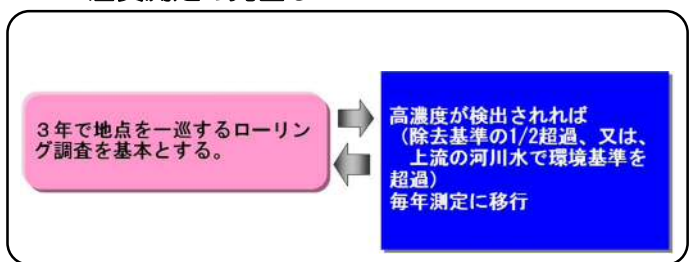 3年で地点を一巡するローリン
グ調査を基本とする。
高濃度が検出されれば
(除去基準の1/2超過、又は、
上流の河川水で環境基準を
超過)
毎年測定に移行